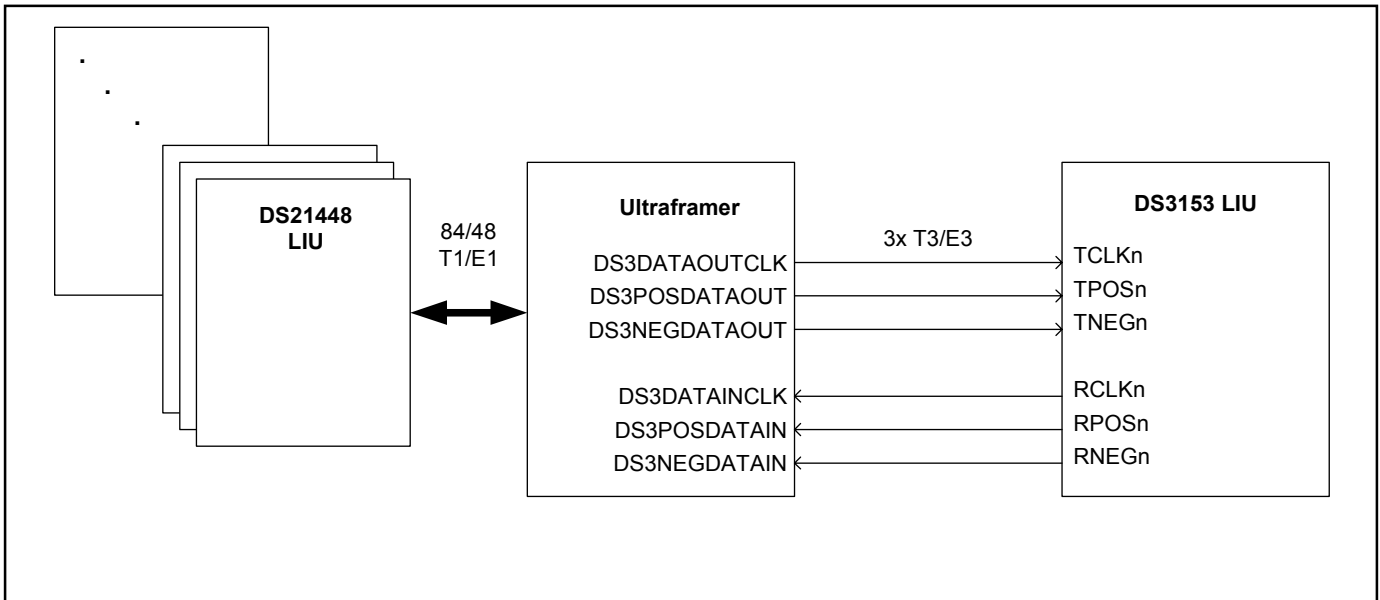 DS21448
LIU
84/48
T1/E1
Ultraframer
DS3DATAOUTCLK
DS3POSDATAOUT
DS3NEGDATAOUT
DS3DATAINCLK
DS3POSDATAIN
DS3NEGDATAIN
3x T3/E3
DS3153 LIU
TCLKn
TPOSn
TNEGn
RCLKn
RPOSn
RNEGn